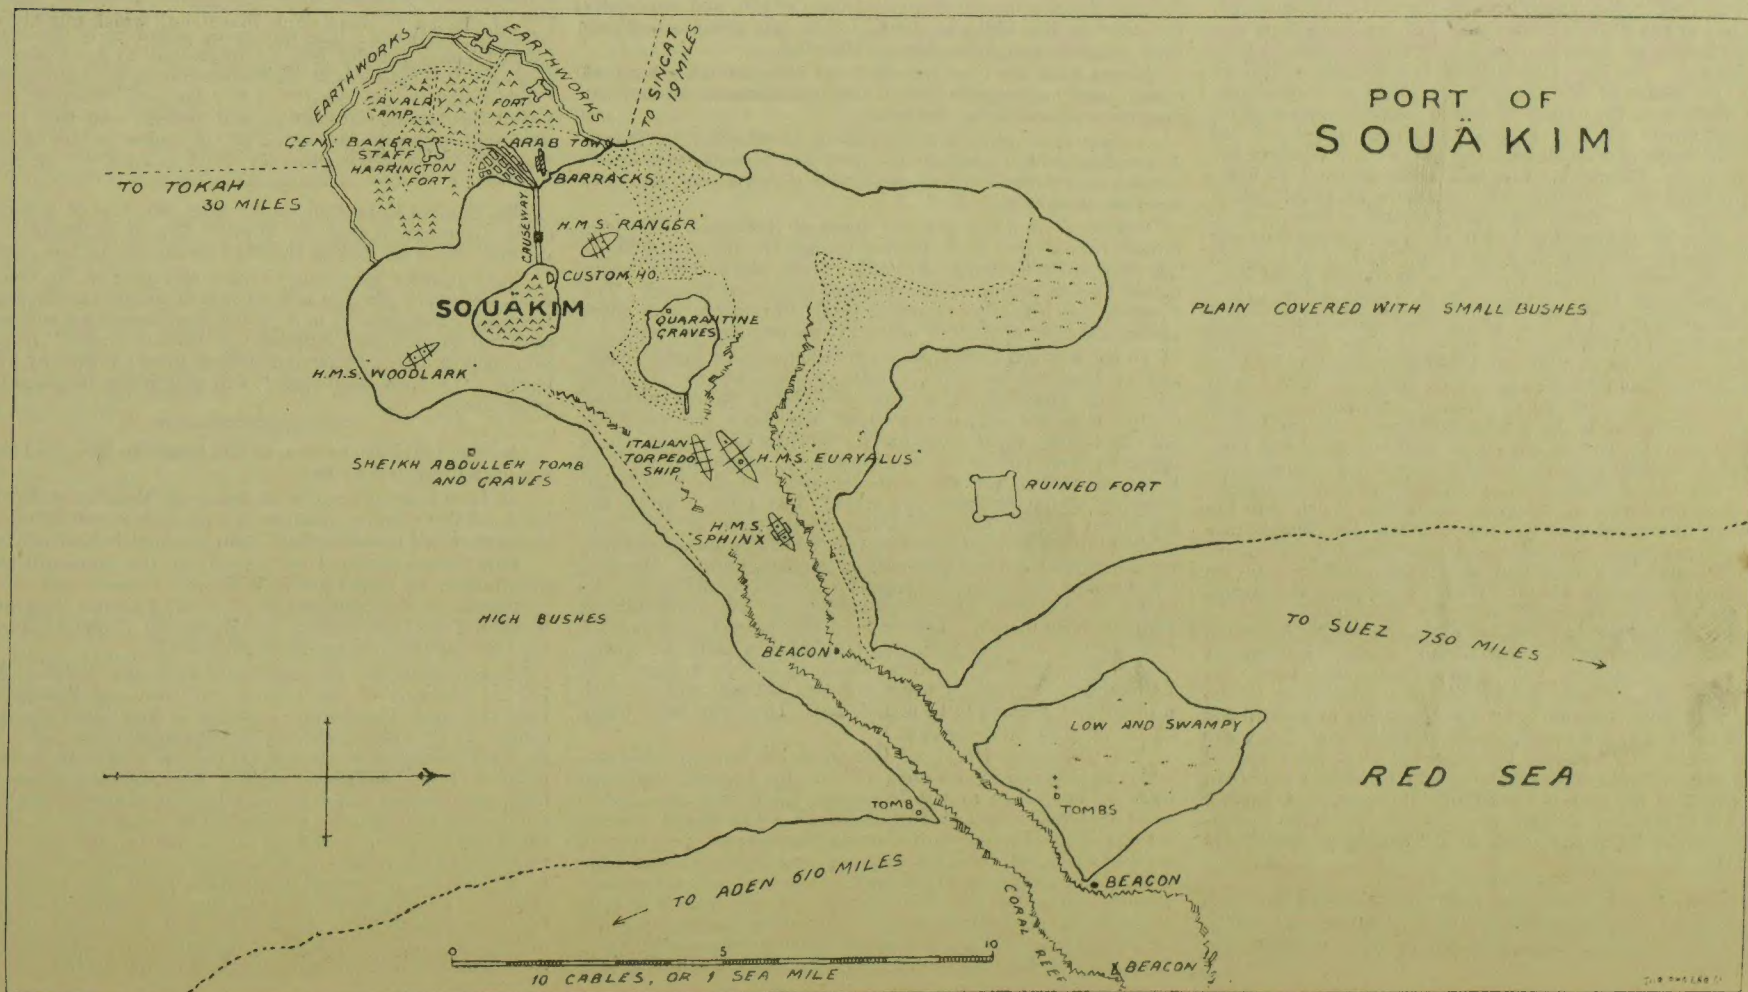 PORT OF
SOUÄKIM
EARTHWORKS
EARTHWORKS
TO SINCAT
19 MILES
CAVALRY
CAMP
FORT
GEN. BAKER
STAFF
ARAB TOWN
HARRINGTON
FORT
BARRACKS
TO TOKAH
30 MILES
CAUSEWAY
H.M.S. "RANGER"
CUSTOM HO.
SOUÄKIM
QUARANTINE
GRAVES
PLAIN COVERED WITH SMALL BUSHES
H.M.S. "WOODLARK"
ITALIAN
TORPEDO
SHIP
H.M.S. "EURYALUS"
SHEIKH ABDULLEH TOMB
AND GRAVES
RUINED FORT
H.M.S.
"SPHINX"
HIGH BUSHES
BEACON
TO SUEZ 750 MILES
LOW AND SWAMPY
RED SEA
TOMB
TOMBS
TO ADEN 610 MILES
BEACON
CORAL REEF
0 5 10
10 CABLES, OR 1 SEA MILE
BEACON